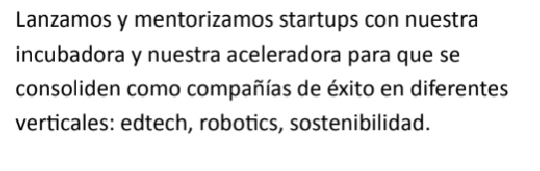 Lanzamos y mentorizamos startups con nuestra
incubadora y nuestra aceleradora para que se
consoliden como compañías de éxito en diferentes
verticales: edtech, robotics, sostenibilidad.